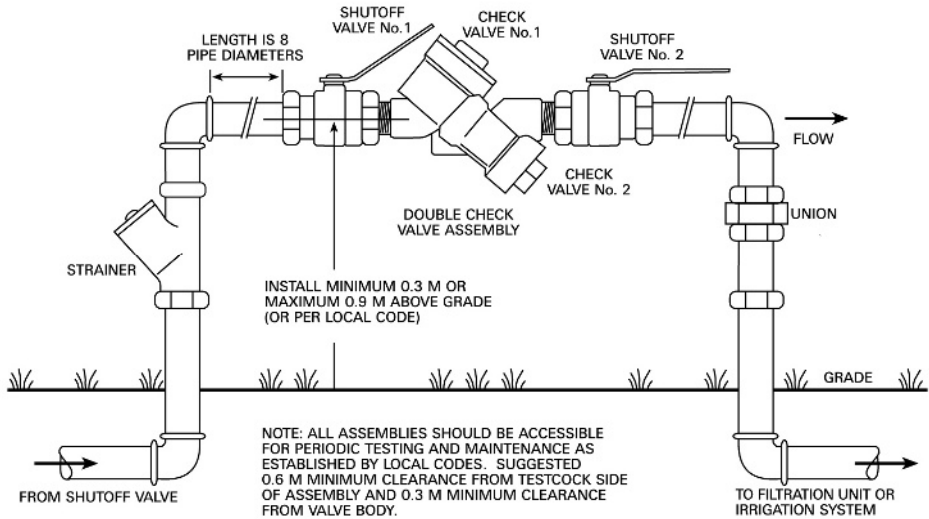 SHUTOFF
VALVE No.1
CHECK
VALVE No.1
LENGTH IS 8
PIPE DIAMETERS
SHUTOFF
VALVE No. 2
FLOW
CHECK
VALVE No. 2
DOUBLE CHECK
VALVE ASSEMBLY
UNION
STRAINER
INSTALL MINIMUM 0.3 M OR
MAXIMUM 0.9 M ABOVE GRADE
(OR PER LOCAL CODE)
GRADE
NOTE: ALL ASSEMBLIES SHOULD BE ACCESSIBLE
FOR PERIODIC TESTING AND MAINTENANCE AS
ESTABLISHED BY LOCAL CODES. SUGGESTED
0.6 M MINIMUM CLEARANCE FROM TESTCOCK SIDE
OF ASSEMBLY AND 0.3 M MINIMUM CLEARANCE
FROM VALVE BODY.
FROM SHUTOFF VALVE
TO FILTRATION UNIT OR
IRRIGATION SYSTEM